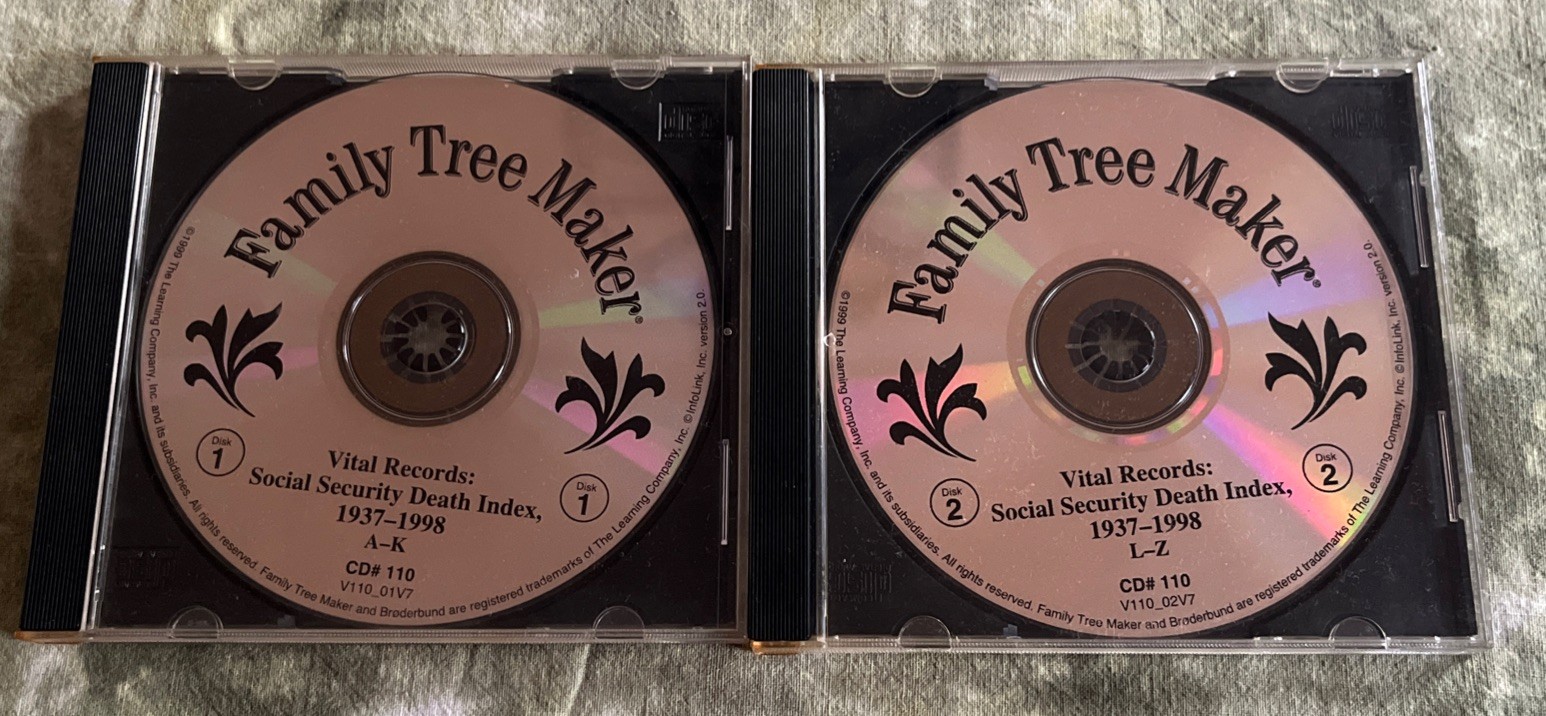 Family Tree Maker®
Disk
1
Vital Records:
Social Security Death Index,
1937–1998
A–K
Disk
1
CD# 110
V110_01V7
©1999 The Learning Company, Inc. and its subsidiaries. All rights reserved. Family Tree Maker and Brøderbund are registered trademarks of The Learning Company, Inc. ©InfoLink, Inc. version 2.0.
Family Tree Maker®
Disk
2
Vital Records:
Social Security Death Index,
1937–1998
L–Z
Disk
2
CD# 110
V110_02V7
©1999 The Learning Company, Inc. and its subsidiaries. All rights reserved. Family Tree Maker and Brøderbund are registered trademarks of The Learning Company, Inc. ©InfoLink, Inc. version 2.0.